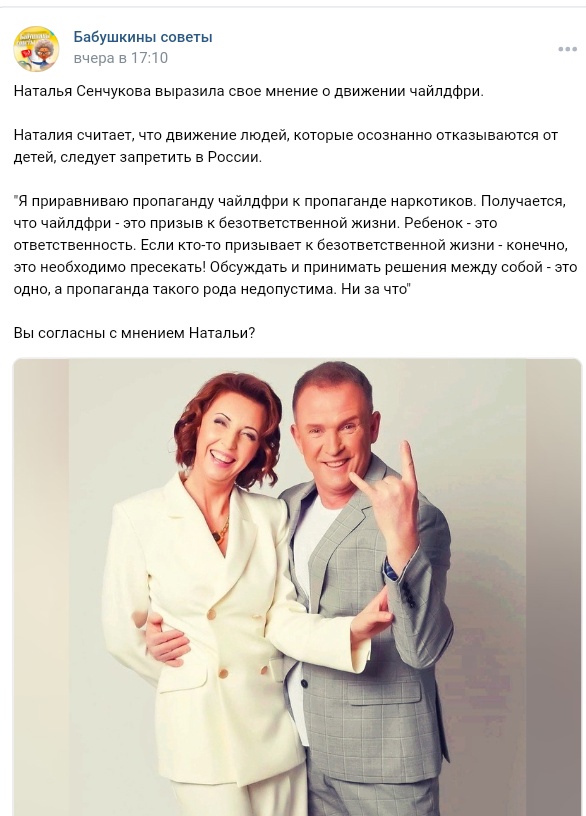 Бабушкины советы
вчера в 17:10
Наталья Сенчукова выразила свое мнение о движении чайлдфри.
Наталия считает, что движение людей, которые осознанно отказываются от
детей, следует запретить в России.
"Я приравниваю пропаганду чайлдфри к пропаганде наркотиков. Получается,
что чайлдфри - это призыв к безответственной жизни. Ребенок - это
ответственность. Если кто-то призывает к безответственной жизни - конечно,
это необходимо пресекать! Обсуждать и принимать решения между собой - это
одно, а пропаганда такого рода недопустима. Ни за что"
Вы согласны с мнением Натальи?